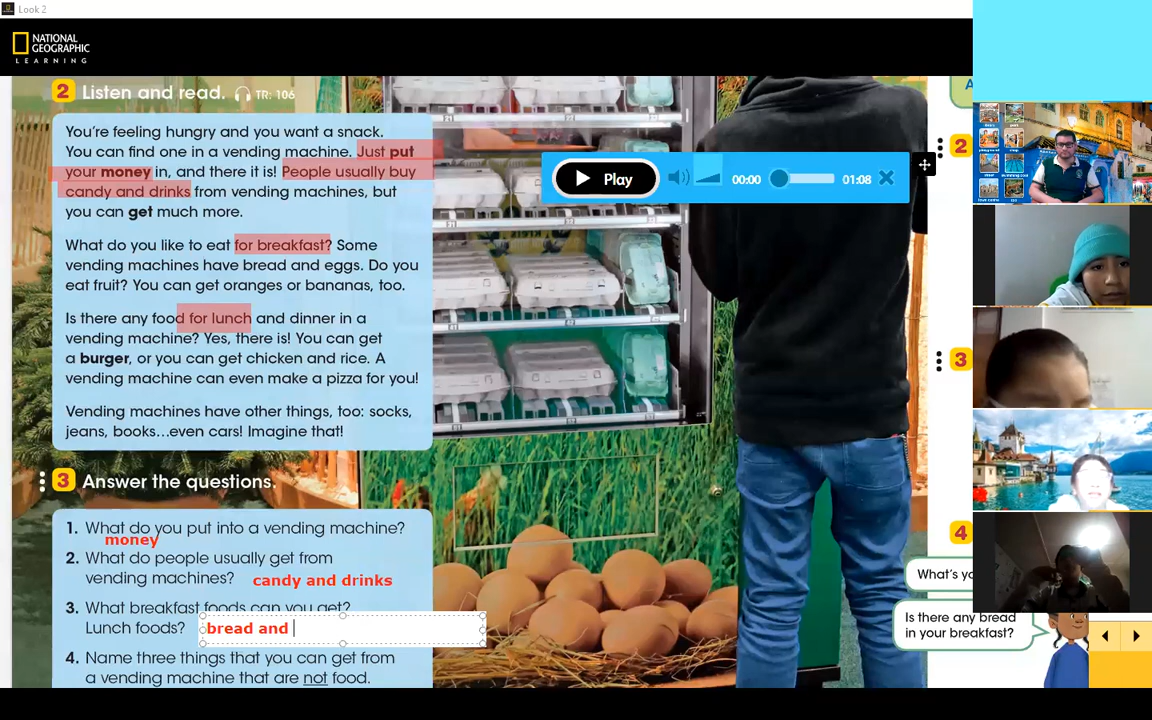 Look 2
NATIONAL
GEOGRAPHIC
LEARNING
2 Listen and read. TR: 106
You're feeling hungry and you want a snack.
You can find one in a vending machine. Just put
your money in, and there it is! People usually buy
candy and drinks from vending machines, but
you can get much more.
What do you like to eat for breakfast? Some
vending machines have bread and eggs. Do you
eat fruit? You can get oranges or bananas, too.
Is there any food for lunch and dinner in a
vending machine? Yes, there is! You can get
a burger, or you can get chicken and rice. A
vending machine can even make a pizza for you!
Vending machines have other things, too: socks,
jeans, books...even cars! Imagine that!
3 Answer the questions.
1. What do you put into a vending machine?
money
2. What do people usually get from
vending machines? candy and drinks
3. What breakfast foods can you get?
Lunch foods? bread and
4. Name three things that you can get from
a vending machine that are not food.
Play 00:00 01:08
A
2
3
4
What's yo
Is there any bread
in your breakfast?